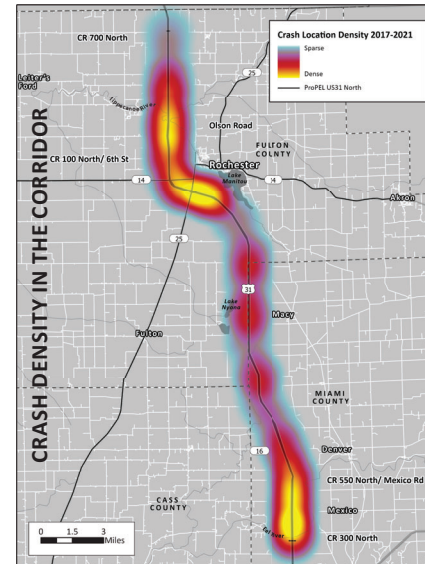 CR 700 North
Crash Location Density 2017-2021
Sparse
Dense
ProPEL US31 North
25
Leiter's
Ford
Tippecanoe River
Olson Road
FULTON
COUNTY
CR 100 North/ 6th St
Rochester
Lake
Manitou
14
14
Akron
25
31
Lake
Nyona
Macy
Fulton
MIAMI
COUNTY
16
Denver
CR 550 North/ Mexico Rd
CASS
COUNTY
Mexico
Eel River
CR 300 North
0 1.5 3
Miles
CRASH DENSITY IN THE CORRIDOR